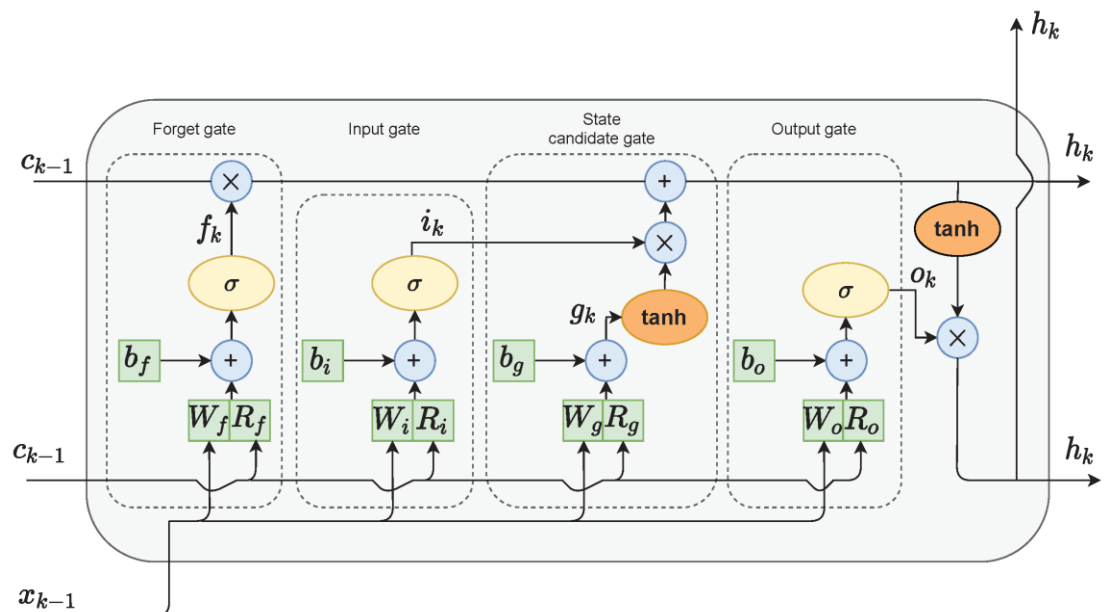 h_k
Forget gate
Input gate
State
candidate gate
Output gate
c_{k-1}
×
+
h_k
f_k
i_k
×
tanh
σ
σ
g_k
tanh
σ
o_k
×
b_f
+
b_i
+
b_g
+
b_o
+
W_f R_f
W_i R_i
W_g R_g
W_o R_o
c_{k-1}
h_k
x_{k-1}